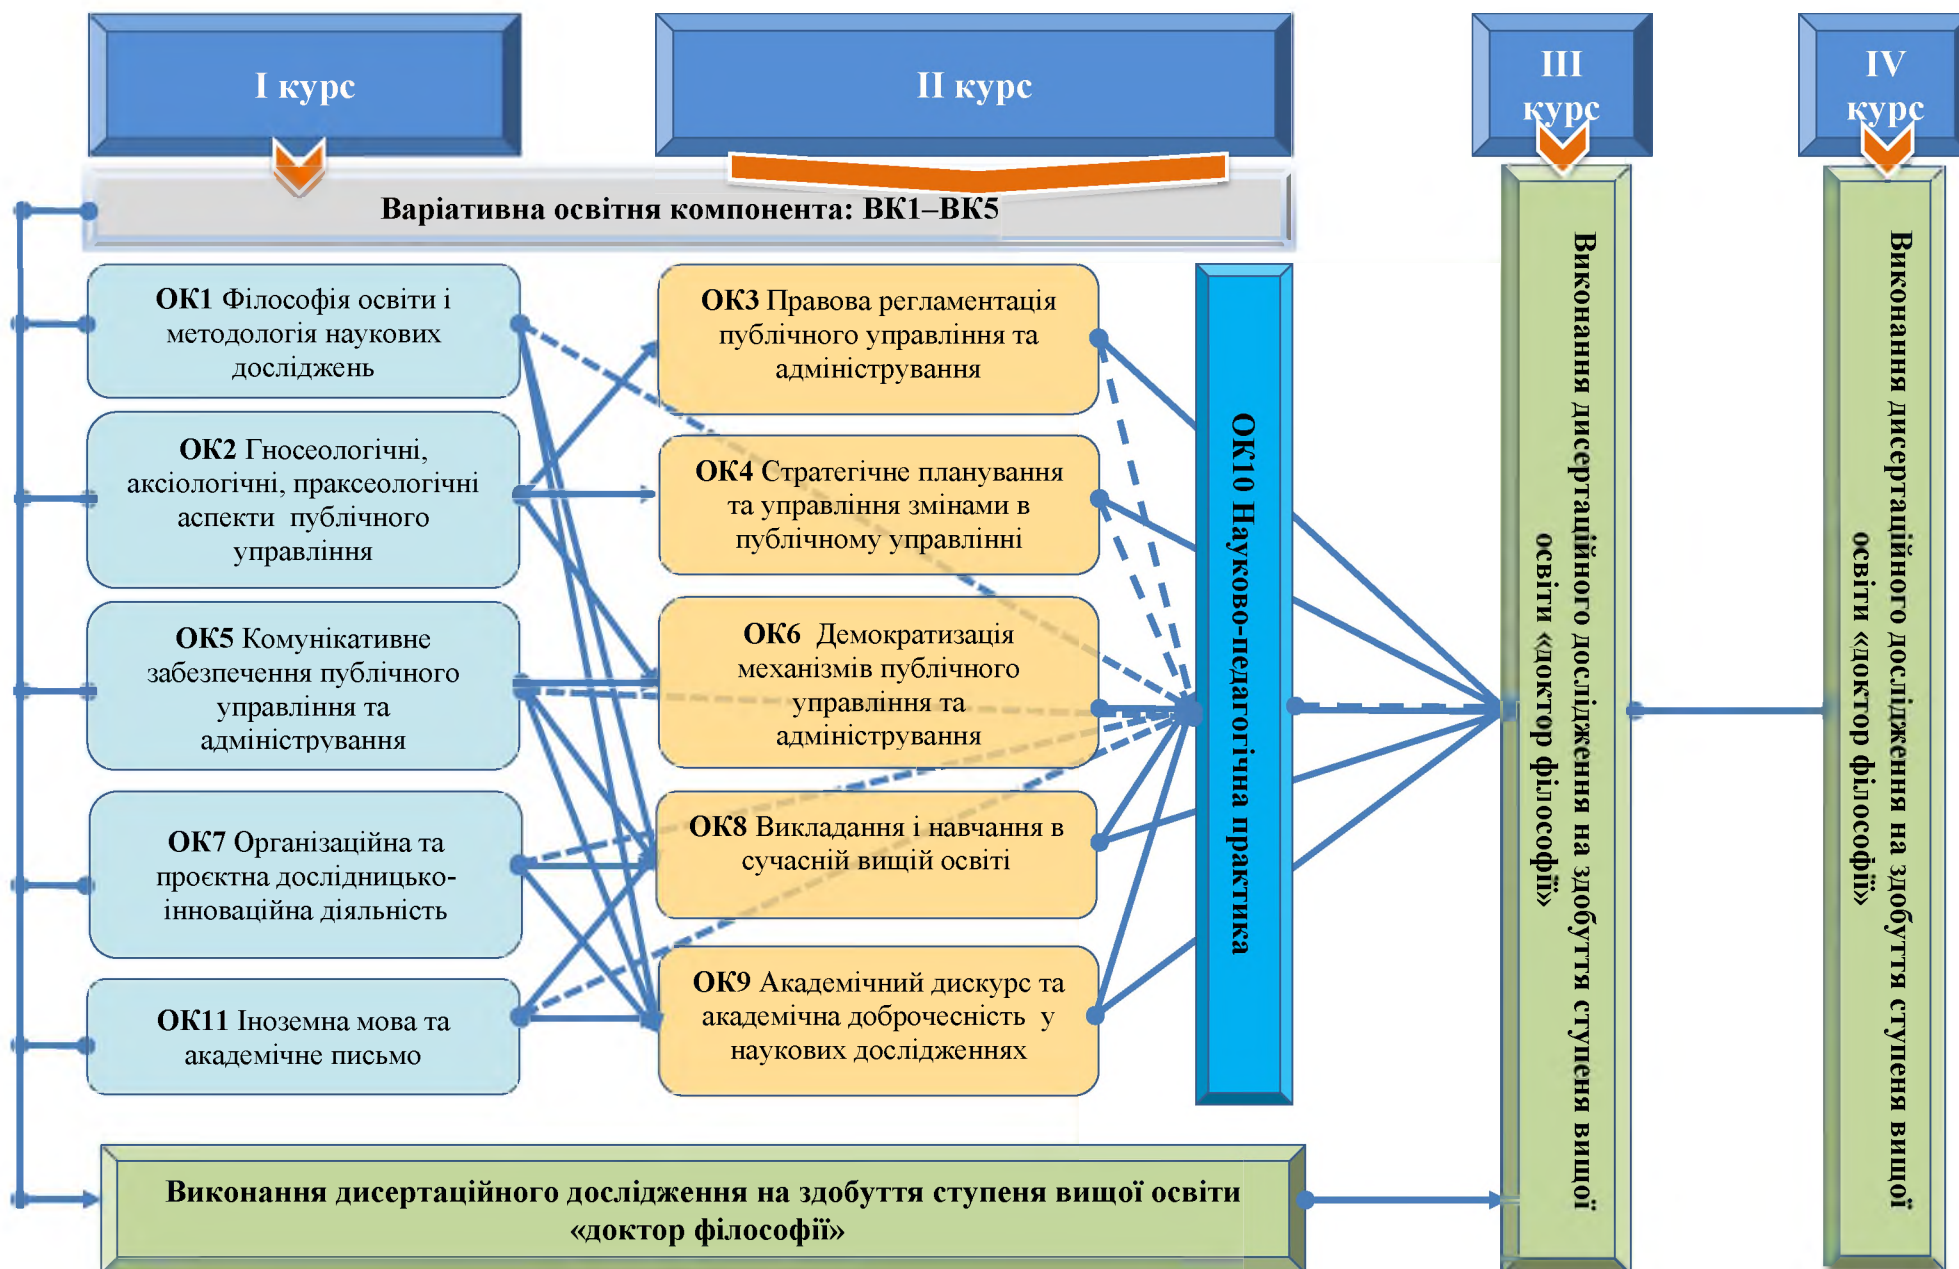 I курс
II курс
III
курс
IV
курс
Варіативна освітня компонента: ВК1–ВК5
ОК1 Філософія освіти і
методологія наукових
досліджень
ОК2 Гносеологічні,
аксіологічні, праксеологічні
аспекти публічного
управління
ОК5 Комунікативне
забезпечення публічного
управління та
адміністрування
ОК7 Організаційна та
проєктна дослідницько-
інноваційна діяльність
ОК11 Іноземна мова та
академічне письмо
ОК3 Правова регламентація
публічного управління та
адміністрування
ОК4 Стратегічне планування
та управління змінами в
публічному управлінні
ОК6 Демократизація
механізмів публічного
управління та
адміністрування
ОК8 Викладання і навчання в
сучасній вищій освіті
ОК9 Академічний дискурс та
академічна доброчесність у
наукових дослідженнях
ОК10 Науково-педагогічна практика
Виконання дисертаційного дослідження на здобуття ступеня вищої
освіти «доктор філософії»
Виконання дисертаційного дослідження на здобуття ступеня вищої
освіти «доктор філософії»
Виконання дисертаційного дослідження на здобуття ступеня вищої освіти
«доктор філософії»